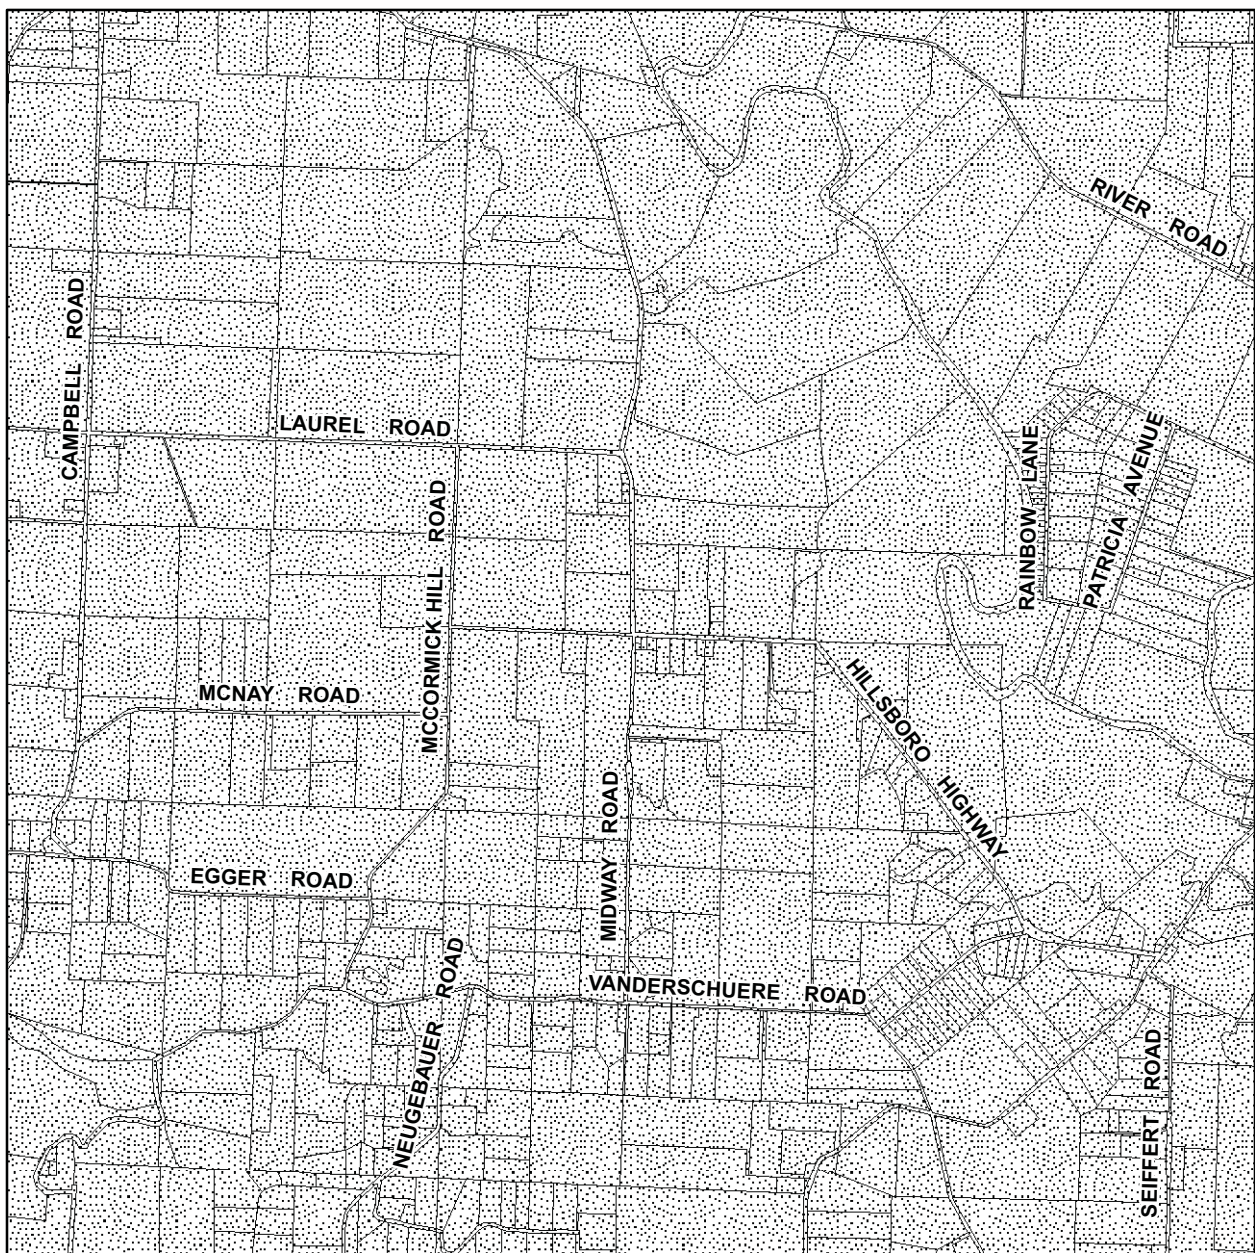 RIVER ROAD
CAMPBELL ROAD
LAUREL ROAD
RAINBOW LANE
PATRICIA AVENUE
MCCORMICK HILL ROAD
MCNAY ROAD
HILLSBORO HIGHWAY
MIDWAY ROAD
EGGER ROAD
NEUGEBAUER ROAD
VANDERSCHUERE ROAD
SEIFFERT ROAD